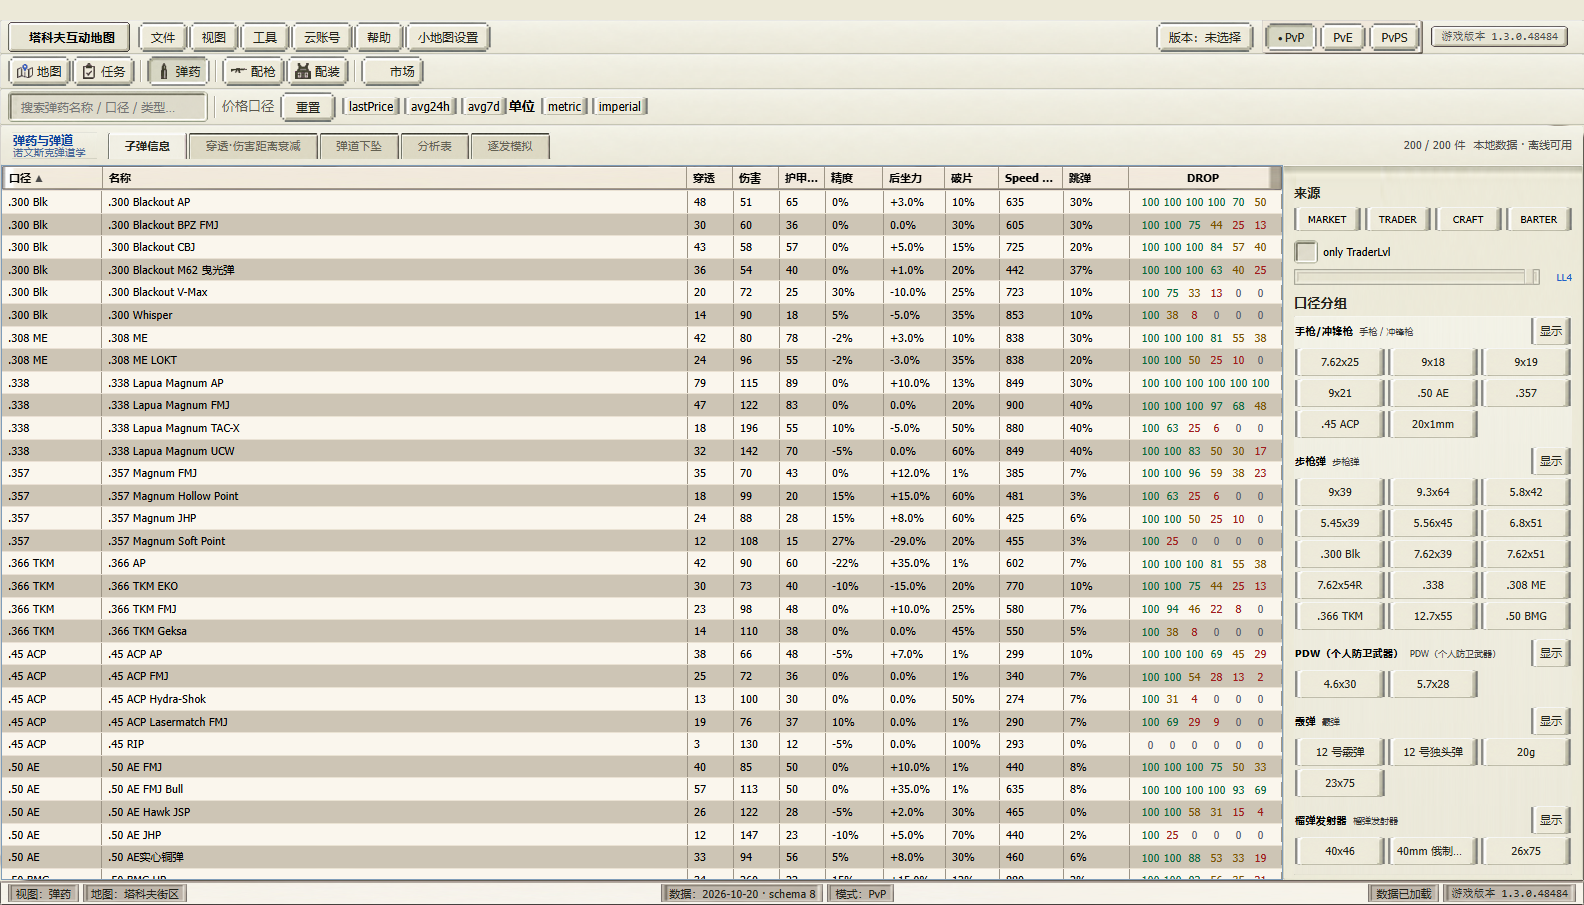 塔科夫互动地图 文件 视图 工具 云账号 帮助 小地图设置 版本：未选择 •PvP PvE PvPS 游戏版本 1.3.0.48484
地图 任务 弹药 配枪 配装 市场
搜索弹药名称 / 口径 / 类型... 价格口径 重置 lastPrice avg24h avg7d 单位 metric imperial
弹药与弹道
诺文斯克弹道学
子弹信息 穿透·伤害距离衰减 弹道下坠 分析表 逐发模拟 200 / 200 件 本地数据 · 离线可用
口径 ▲ 名称 穿透 伤害 护甲... 精度 后坐力 破片 Speed ... 跳弹 DROP
.300 Blk .300 Blackout AP 48 51 65 0% +3.0% 10% 635 30% 100 100 100 100 70 50
.300 Blk .300 Blackout BPZ FMJ 30 60 36 0% 0.0% 30% 605 30% 100 100 75 44 25 13
.300 Blk .300 Blackout CBJ 43 58 57 0% +5.0% 15% 725 20% 100 100 100 84 57 40
.300 Blk .300 Blackout M62 曳光弹 36 54 40 0% +1.0% 20% 442 37% 100 100 100 63 40 25
.300 Blk .300 Blackout V-Max 20 72 25 30% -10.0% 25% 723 10% 100 75 33 13 0 0
.300 Blk .300 Whisper 14 90 18 5% -5.0% 35% 853 10% 100 38 8 0 0 0
.308 ME .308 ME 42 80 78 -2% +3.0% 10% 838 30% 100 100 100 81 55 38
.308 ME .308 ME LOKT 24 96 55 -2% -3.0% 35% 838 20% 100 100 50 25 10 0
.338 .338 Lapua Magnum AP 79 115 89 0% +10.0% 13% 849 30% 100 100 100 100 100 100
.338 .338 Lapua Magnum FMJ 47 122 83 0% 0.0% 20% 900 40% 100 100 100 97 68 48
.338 .338 Lapua Magnum TAC-X 18 196 55 10% -5.0% 50% 880 40% 100 63 25 6 0 0
.338 .338 Lapua Magnum UCW 32 142 70 -5% 0.0% 60% 849 40% 100 100 83 50 30 17
.357 .357 Magnum FMJ 35 70 43 0% +12.0% 1% 385 7% 100 100 96 59 38 23
.357 .357 Magnum Hollow Point 18 99 20 15% +15.0% 60% 481 3% 100 63 25 6 0 0
.357 .357 Magnum JHP 24 88 28 15% +8.0% 60% 425 6% 100 100 50 25 10 0
.357 .357 Magnum Soft Point 12 108 15 27% -29.0% 20% 455 3% 100 25 0 0 0 0
.366 TKM .366 AP 42 90 60 -22% +35.0% 1% 602 7% 100 100 100 81 55 38
.366 TKM .366 TKM EKO 30 73 40 -10% -15.0% 20% 770 10% 100 100 75 44 25 13
.366 TKM .366 TKM FMJ 23 98 48 0% +10.0% 25% 580 7% 100 94 46 22 8 0
.366 TKM .366 TKM Geksa 14 110 38 0% 0.0% 45% 550 5% 100 38 8 0 0 0
.45 ACP .45 ACP AP 38 66 48 -5% +7.0% 1% 299 10% 100 100 100 69 45 29
.45 ACP .45 ACP FMJ 25 72 36 0% 0.0% 1% 340 7% 100 100 54 28 13 2
.45 ACP .45 ACP Hydra-Shok 13 100 30 0% 0.0% 50% 274 7% 100 31 4 0 0 0
.45 ACP .45 ACP Lasermatch FMJ 19 76 37 10% 0.0% 1% 290 7% 100 69 29 9 0 0
.45 ACP .45 RIP 3 130 12 -5% 0.0% 100% 293 0% 0 0 0 0 0 0
.50 AE .50 AE FMJ 40 85 50 0% +10.0% 1% 440 8% 100 100 100 75 50 33
.50 AE .50 AE FMJ Bull 57 113 50 0% +35.0% 1% 635 8% 100 100 100 100 93 69
.50 AE .50 AE Hawk JSP 26 122 28 -5% +2.0% 30% 465 0% 100 100 58 31 15 4
.50 AE .50 AE JHP 12 147 23 -10% +5.0% 70% 440 2% 100 25 0 0 0 0
.50 AE .50 AE实心铜弹 33 94 56 5% +8.0% 30% 460 6% 100 100 88 53 33 19
来源
MARKET TRADER CRAFT BARTER
only TraderLvl
LL4
口径分组
手枪/冲锋枪 手枪 / 冲锋枪 显示
7.62x25 9x18 9x19
9x21 .50 AE .357
.45 ACP 20x1mm
步枪弹 步枪弹 显示
9x39 9.3x64 5.8x42
5.45x39 5.56x45 6.8x51
.300 Blk 7.62x39 7.62x51
7.62x54R .338 .308 ME
.366 TKM 12.7x55 .50 BMG
PDW（个人防卫武器） PDW（个人防卫武器） 显示
4.6x30 5.7x28
霰弹 霰弹 显示
12 号霰弹 12 号独头弹 20g
23x75
榴弹发射器 榴弹发射器 显示
40x46 40mm 俄制... 26x75
视图：弹药 地图：塔科夫街区 数据：2026-10-20 · schema 8 模式：PvP 数据已加载 游戏版本 1.3.0.48484